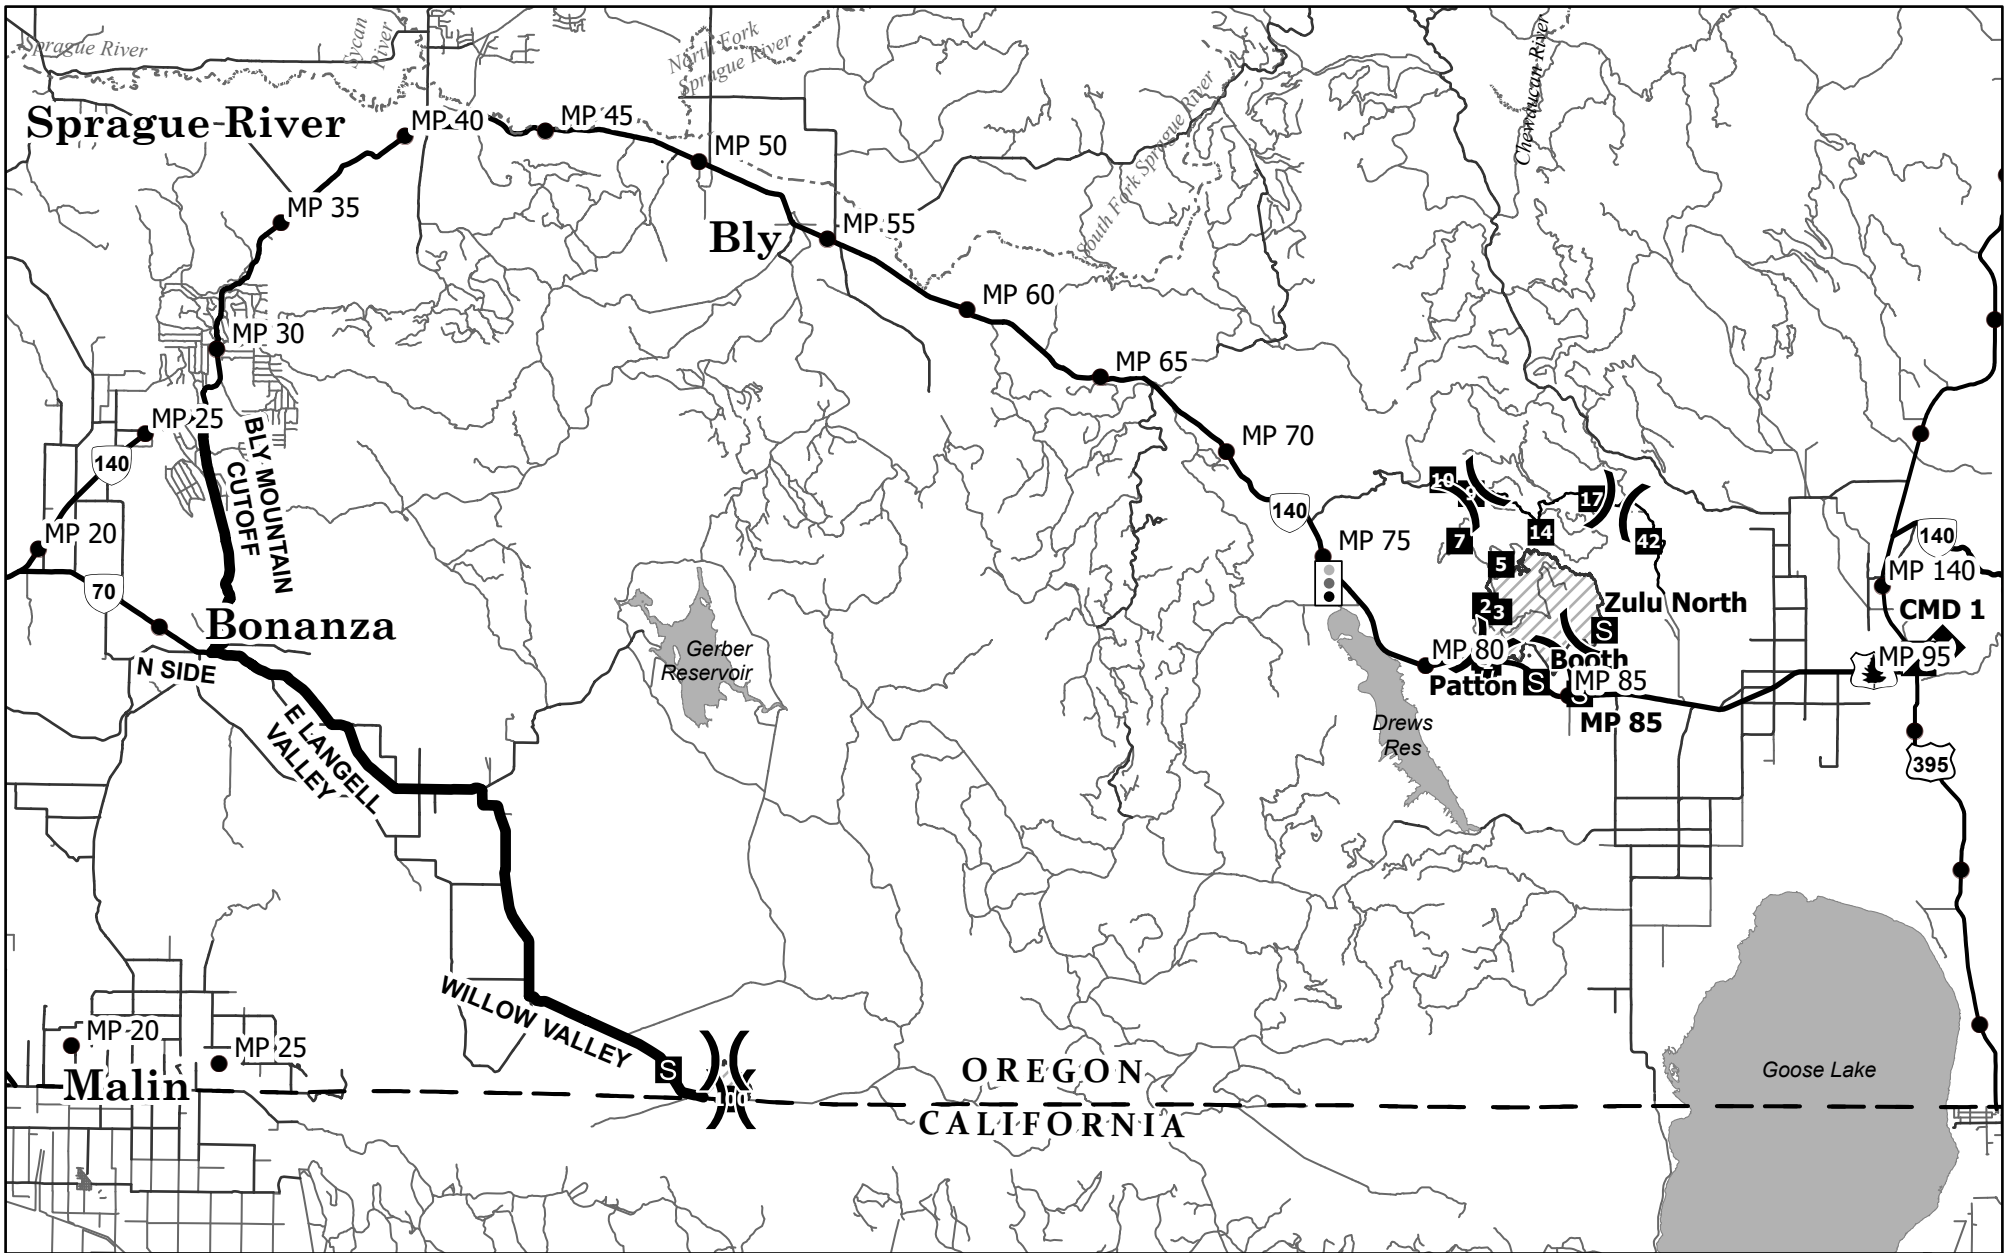 Sprague River
Sycan
River
North Fork
Sprague River
Chewaucan River
South Fork Sprague River
Sprague River
MP 40
MP 45
MP 50
MP 35
Bly
MP 55
MP 60
MP 30
MP 65
MP 25
BLY MOUNTAIN
CUTOFF
140
MP 70
10
9
17
140
MP 20
MP 75
7
14
42
140
5
MP 140
70
2
3
Zulu North
CMD 1
Bonanza
S
Gerber
Reservoir
MP 80
Booth
MP 95
N SIDE
Patton
S
MP 85
S
MP 85
E LANGELL
VALLEY
Drews
Res
395
WILLOW VALLEY
MP 20
MP 25
S
OREGON
Goose Lake
Malin
100
CALIFORNIA